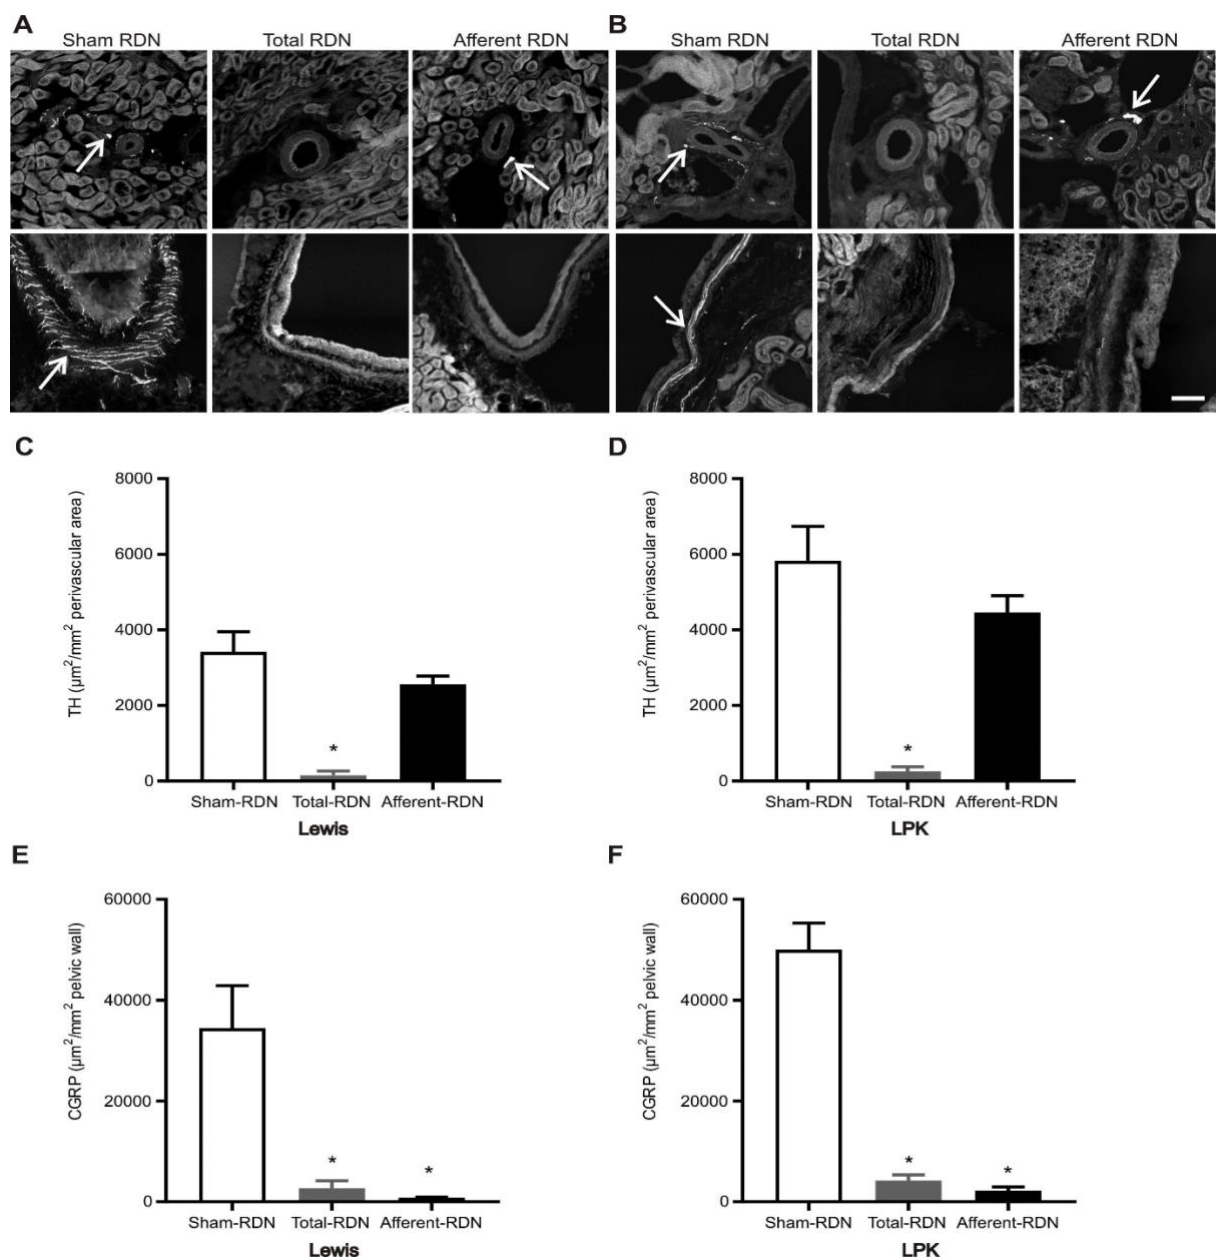 A
B
Sham RDN Total RDN Afferent RDN
Sham RDN Total RDN Afferent RDN
C
D
8000
6000
4000
2000
0
TH (µm²/mm² perivascular area)
*
Sham-RDN Total-RDN Afferent-RDN
Lewis
8000
6000
4000
2000
0
TH (µm²/mm² perivascular area)
*
Sham-RDN Total-RDN Afferent-RDN
LPK
E
F
60000
40000
20000
0
CGRP (µm²/mm² pelvic wall)
* *
Sham-RDN Total-RDN Afferent-RDN
Lewis
60000
40000
20000
0
CGRP (µm²/mm² pelvic wall)
* *
Sham-RDN Total-RDN Afferent-RDN
LPK